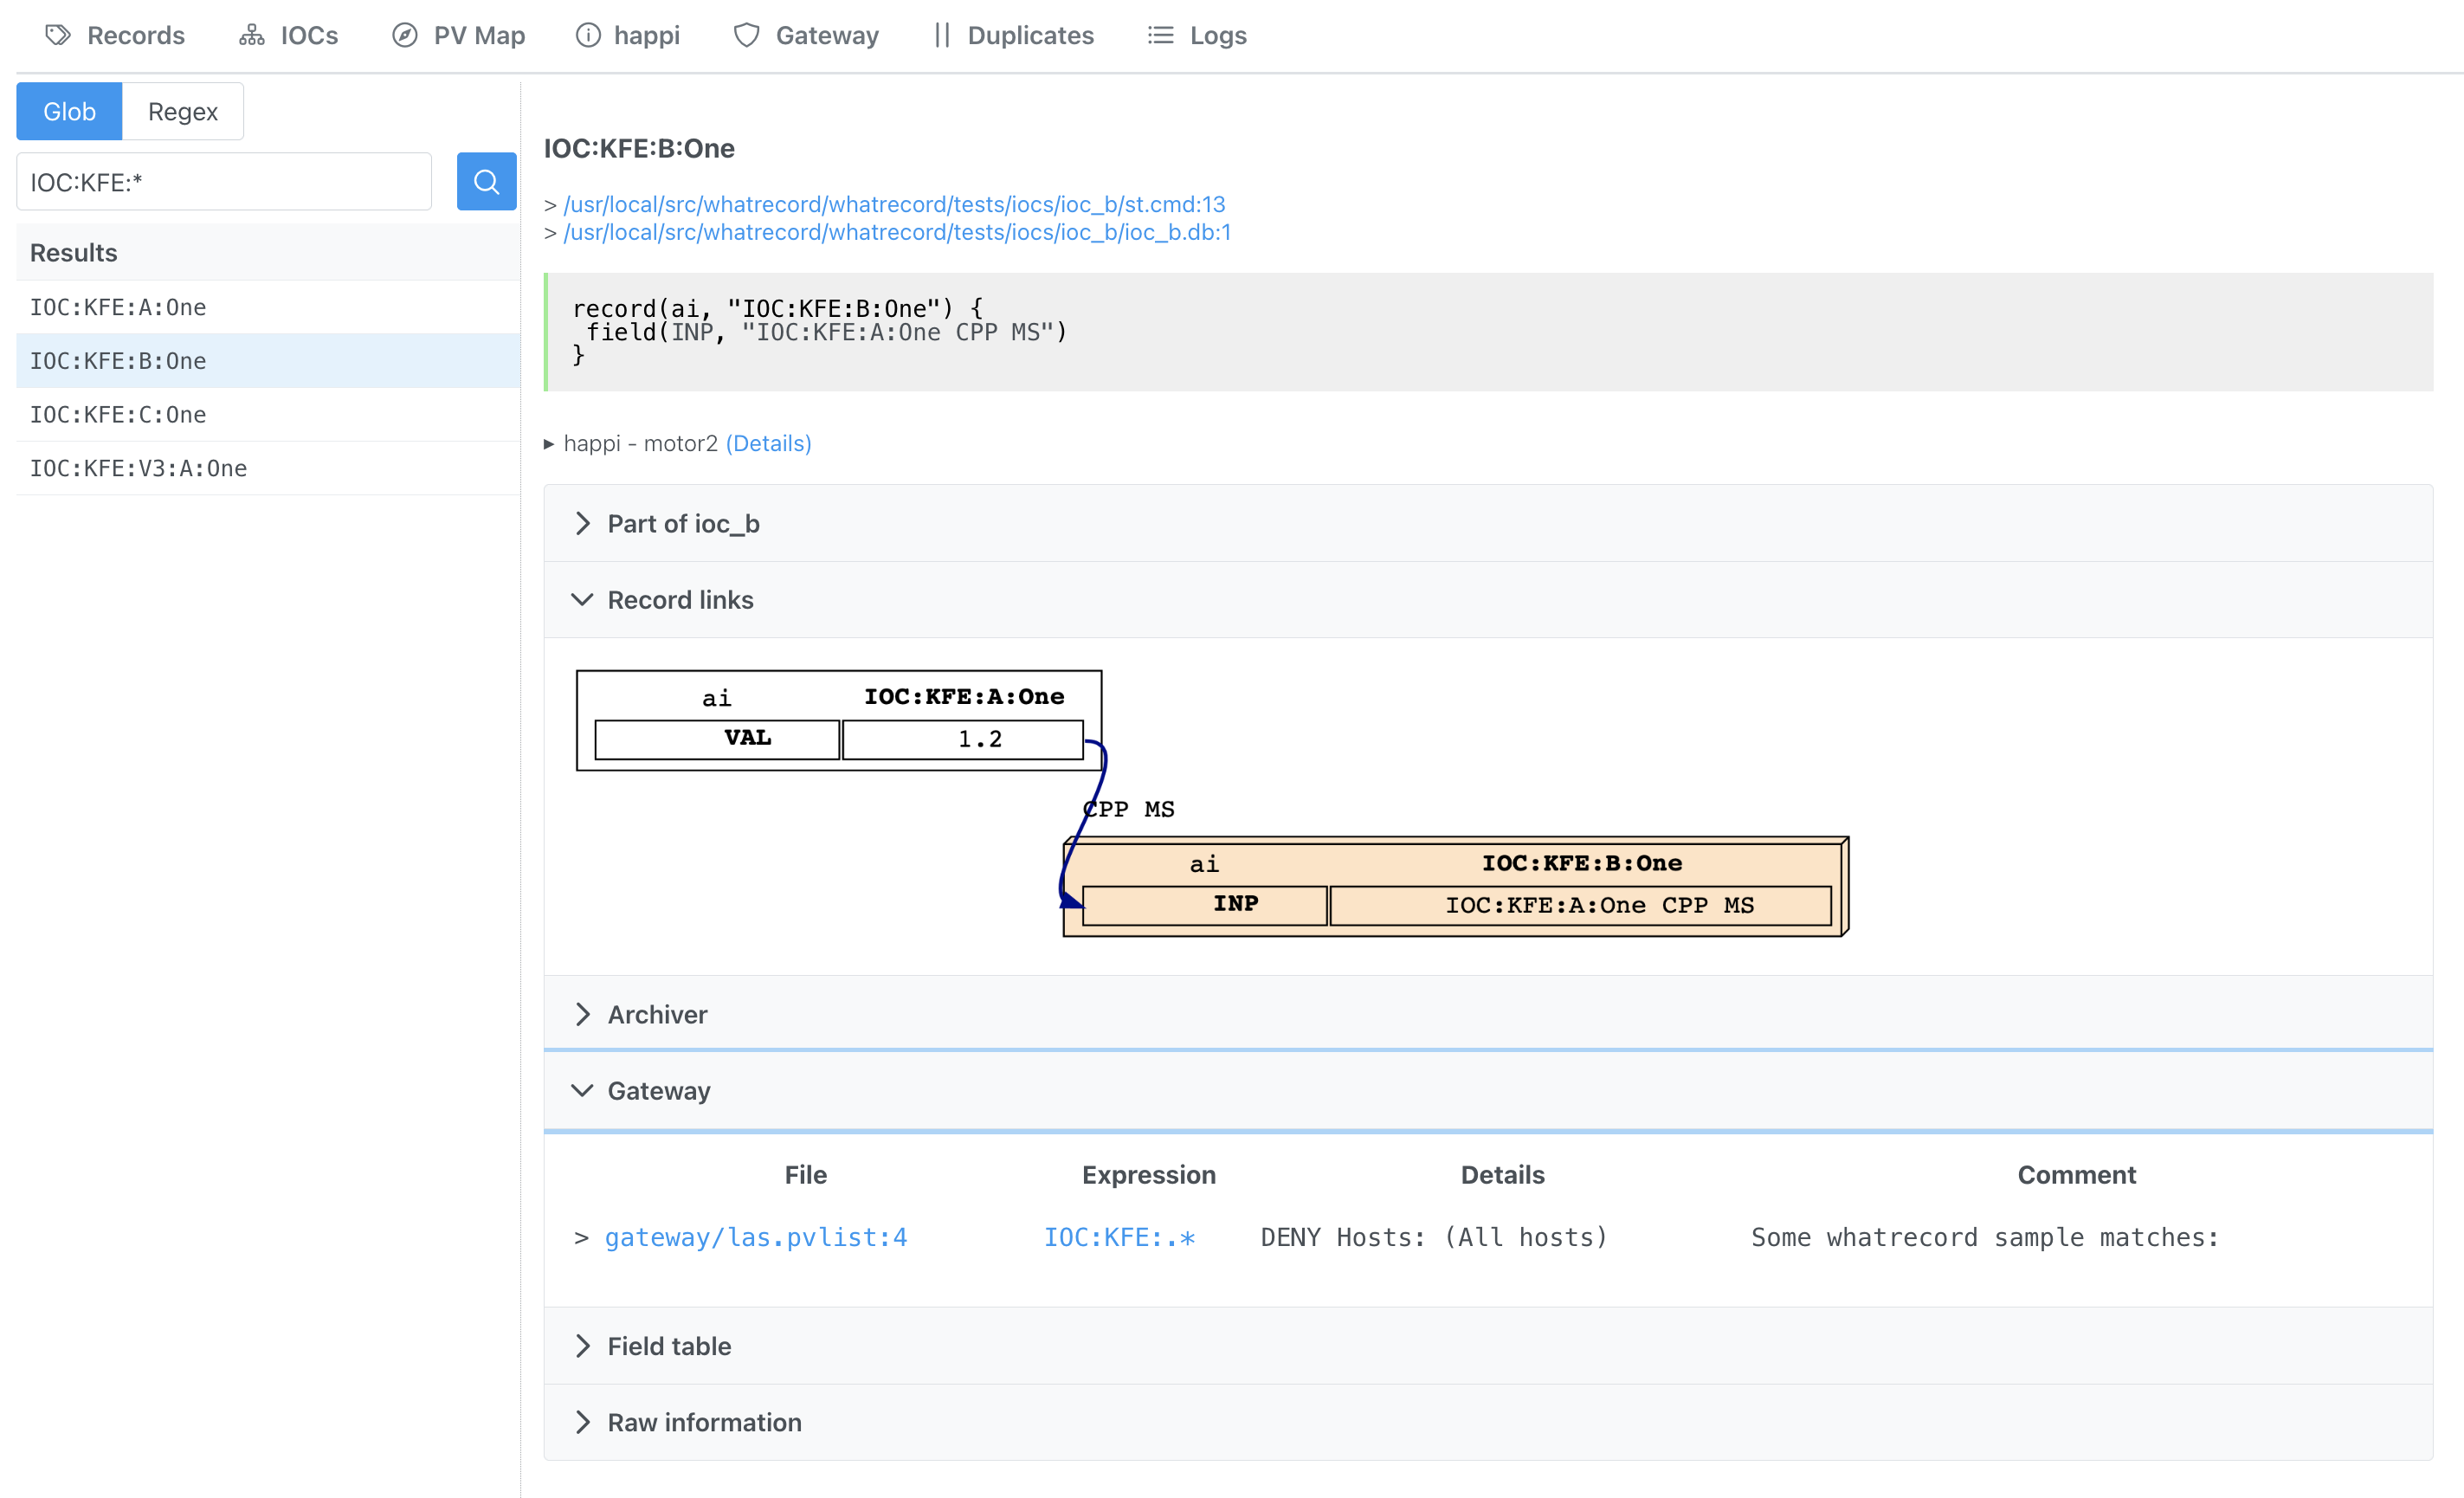 Records IOCs PV Map happi Gateway Duplicates Logs
Glob Regex
IOC:KFE:*
Results
IOC:KFE:A:One
IOC:KFE:B:One
IOC:KFE:C:One
IOC:KFE:V3:A:One
IOC:KFE:B:One
> /usr/local/src/whatrecord/whatrecord/tests/iocs/ioc_b/st.cmd:13
> /usr/local/src/whatrecord/whatrecord/tests/iocs/ioc_b/ioc_b.db:1
record(ai, "IOC:KFE:B:One") {
field(INP, "IOC:KFE:A:One CPP MS")
}
happi - motor2 (Details)
Part of ioc_b
Record links
ai IOC:KFE:A:One
VAL 1.2
CPP MS
ai IOC:KFE:B:One
INP IOC:KFE:A:One CPP MS
Archiver
Gateway
File Expression Details Comment
> gateway/las.pvlist:4 IOC:KFE:.* DENY Hosts: (All hosts) Some whatrecord sample matches:
Field table
Raw information